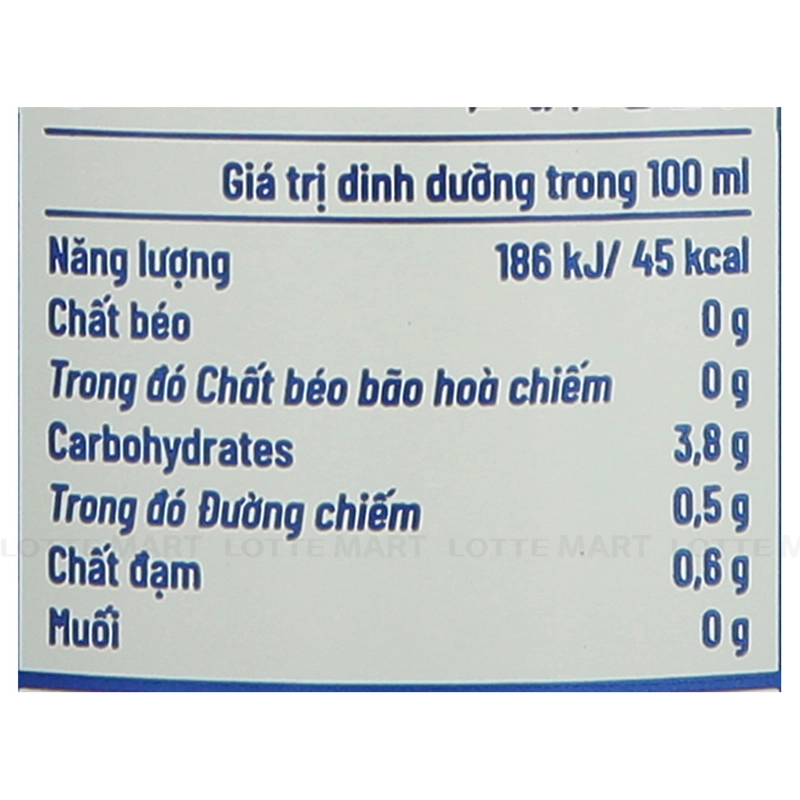 Giá trị dinh dưỡng trong 100 ml
Năng lượng 186 kJ/ 45 kcal
Chất béo 0 g
Trong đó Chất béo bão hoà chiếm 0 g
Carbohydrates 3,8 g
Trong đó Đường chiếm 0,5 g
LOTTE MART LOTTE MART LOTTE MART LOTTE M
Chất đạm 0,6 g
Muối 0 g